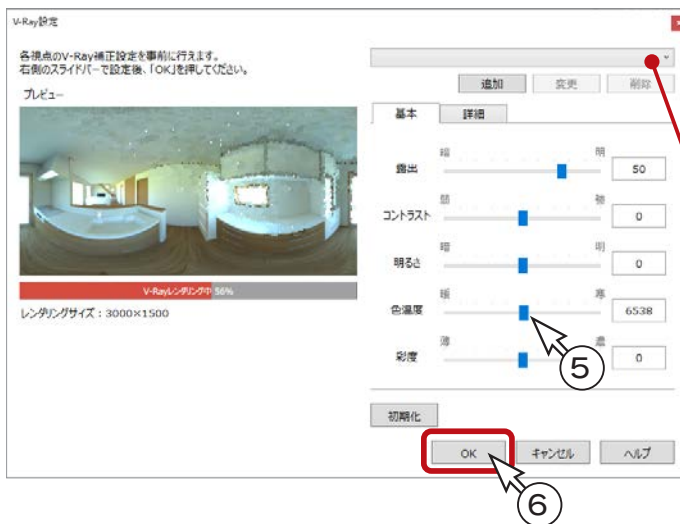 V-Ray設定
各視点のV-Ray補正設定を事前に行えます。
右側のスライドバーで設定後、「OK」を押してください。
プレビュー
V-Rayレンダリング中 56%
レンダリングサイズ：3000×1500
追加 変更 削除
基本 詳細
暗 明
露出 50
弱 強
コントラスト 0
暗 明
明るさ 0
暖 寒
色温度 6538
⑤
薄 濃
彩度 0
初期化
OK キャンセル ヘルプ
⑥